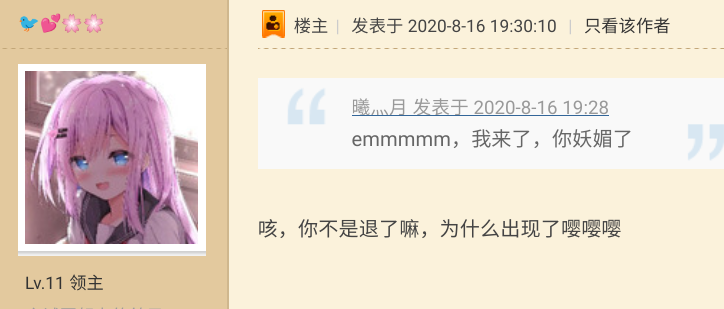 🐦💕🌸🌸
楼主 | 发表于 2020-8-16 19:30:10 | 只看该作者
曦灬月 发表于 2020-8-16 19:28
emmmmm，我来了，你妖媚了
咳，你不是退了嘛，为什么出现了嘤嘤嘤
Lv.11 领主